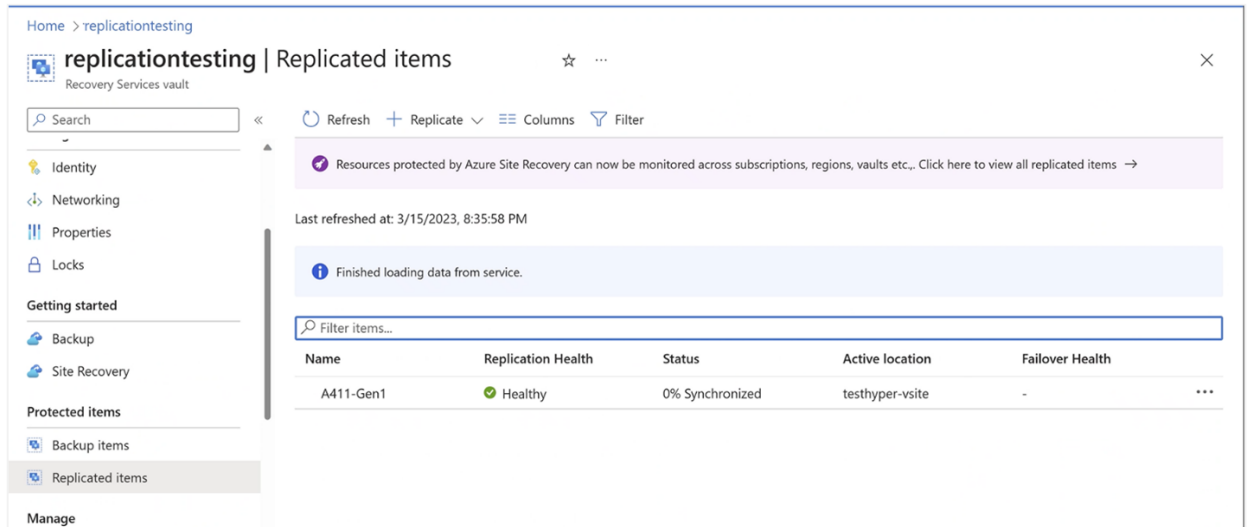 Home > replicationtesting
replicationtesting | Replicated items
Recovery Services vault
Search
Refresh Replicate Columns Filter
Identity
Networking
Properties
Locks
Getting started
Backup
Site Recovery
Protected items
Backup items
Replicated items
Manage
Resources protected by Azure Site Recovery can now be monitored across subscriptions, regions, vaults etc.,. Click here to view all replicated items →
Last refreshed at: 3/15/2023, 8:35:58 PM
Finished loading data from service.
Filter items...
Name Replication Health Status Active location Failover Health
A411-Gen1 Healthy 0% Synchronized testhyper-vsite -